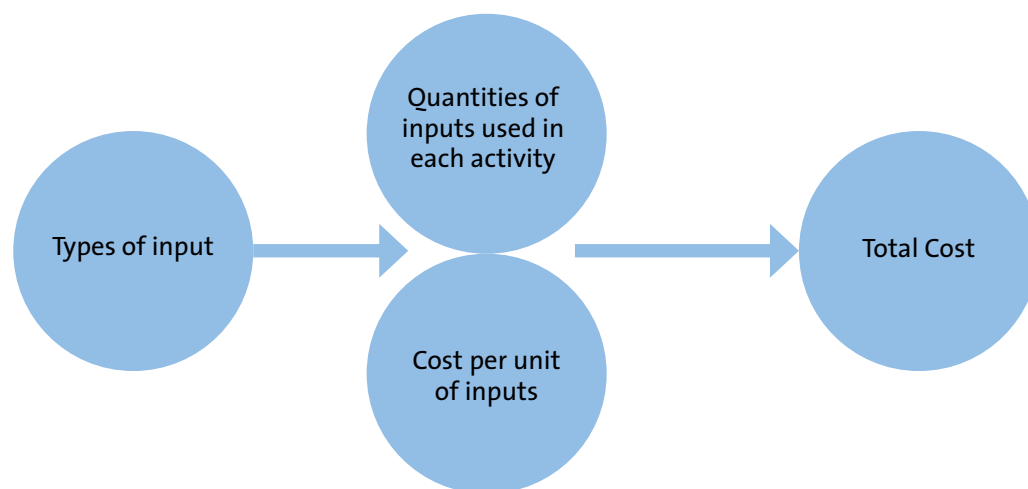 Types of input
Quantities of
inputs used in
each activity
Cost per unit
of inputs
Total Cost